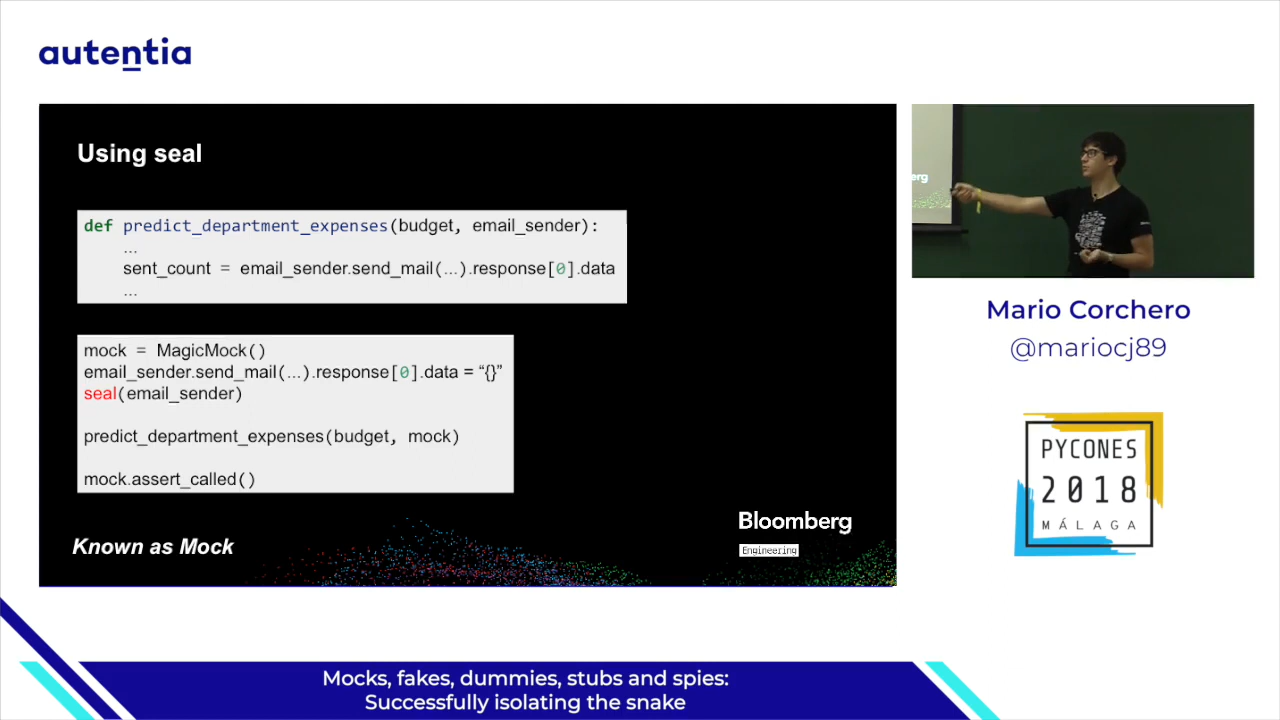 autentia
Using seal
def predict_department_expenses(budget, email_sender):
...
sent_count = email_sender.send_mail(...).response[0].data
...
mock = MagicMock()
email_sender.send_mail(...).response[0].data = “{}”
seal(email_sender)
predict_department_expenses(budget, mock)
mock.assert_called()
Known as Mock
Bloomberg
Engineering
erg
Mario Corchero
@mariocj89
PYCONES
2018
MÁLAGA
Mocks, fakes, dummies, stubs and spies:
Successfully isolating the snake